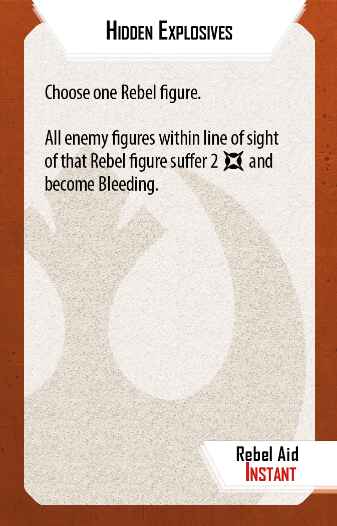 HIDDEN EXPLOSIVES
Choose one Rebel figure.
All enemy figures within line of sight
of that Rebel figure suffer 2 and
become Bleeding.
Rebel Aid
INSTANT